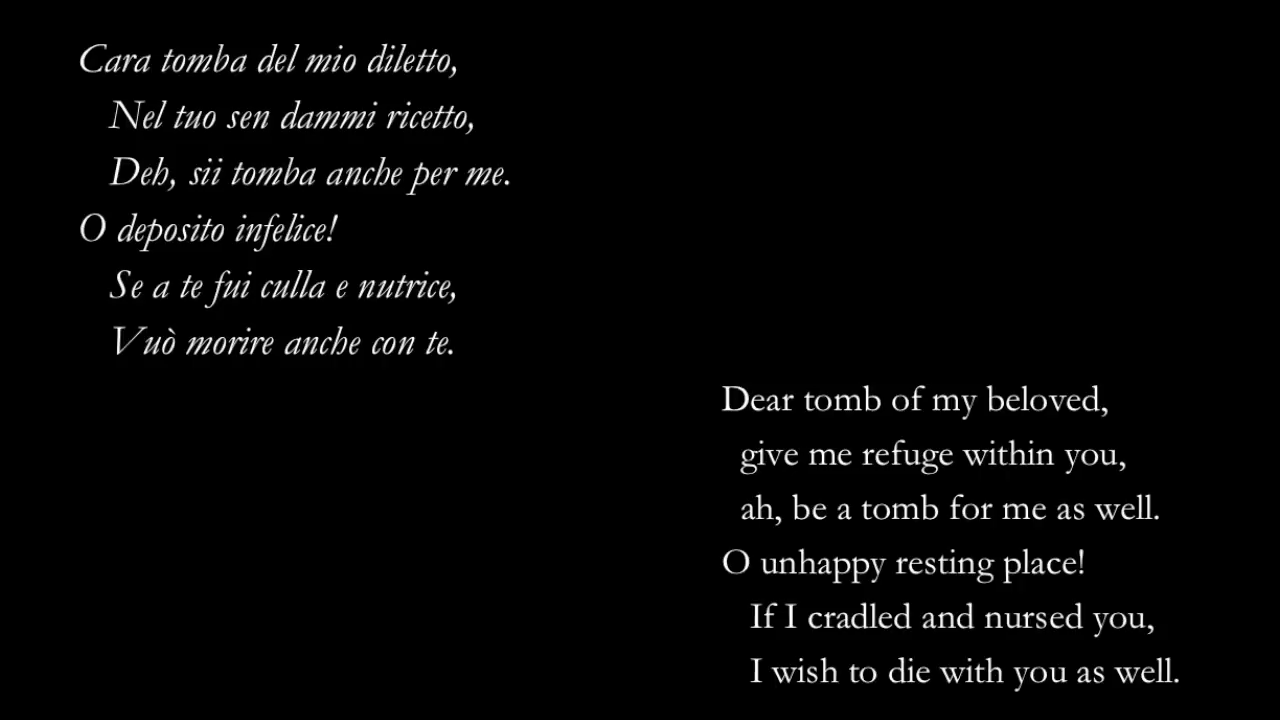 Cara tomba del mio diletto,
Nel tuo sen dammi ricetto,
Deh, sii tomba anche per me.
O deposito infelice!
Se a te fui culla e nutrice,
Vuò morire anche con te.
Dear tomb of my beloved,
give me refuge within you,
ah, be a tomb for me as well.
O unhappy resting place!
If I cradled and nursed you,
I wish to die with you as well.